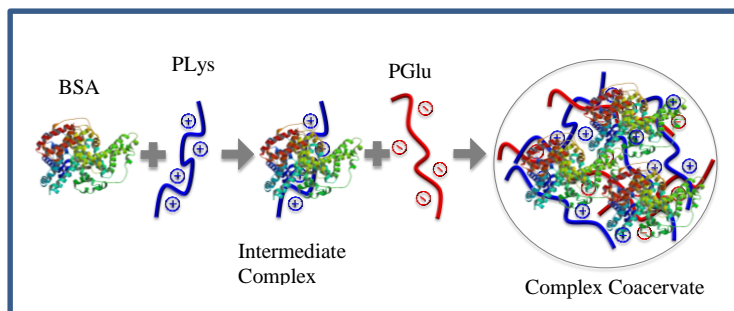 BSA
PLys
PGlu
Intermediate
Complex
Complex Coacervate